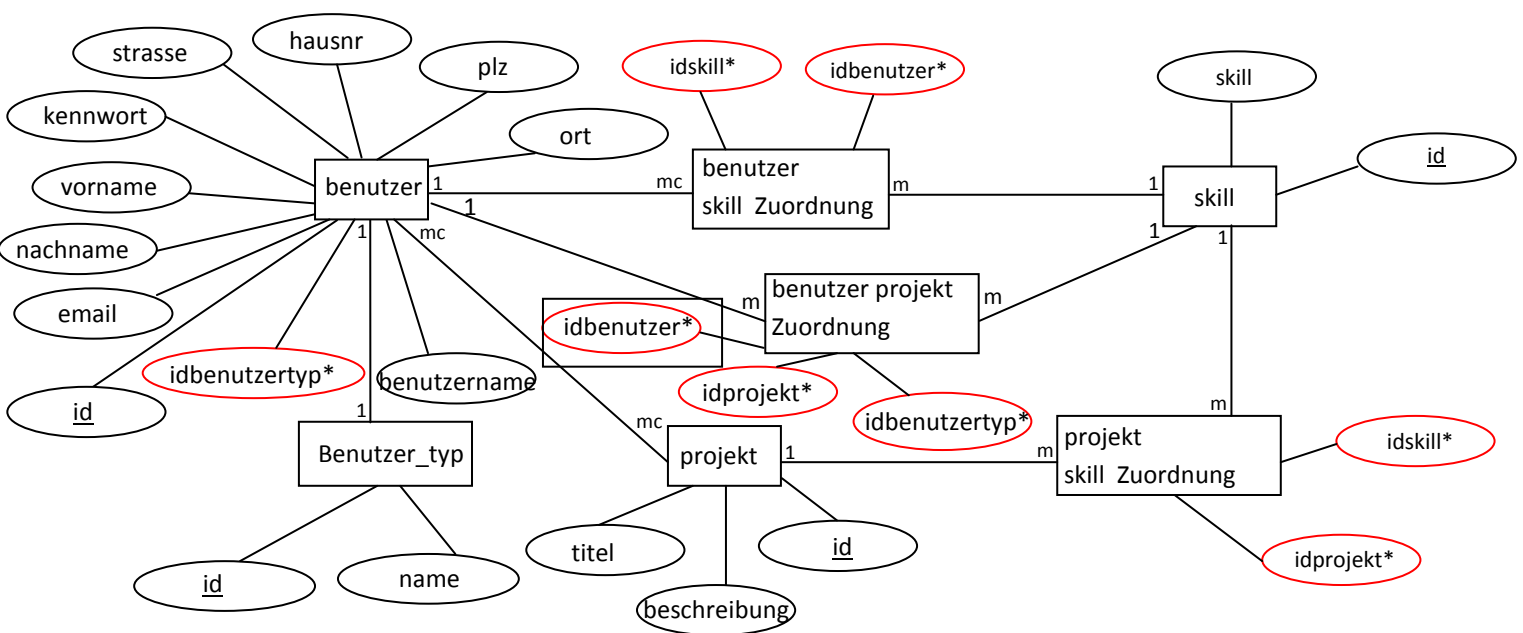 hausnr
strasse
plz
idskill*
idbenutzer*
skill
kennwort
ort
id
vorname
benutzer
1
mc
benutzer
skill Zuordnung
m
1
skill
nachname
1
mc
1
1
1
email
benutzer projekt
Zuordnung
m
m
idbenutzer*
idbenutzertyp*
benutzername
idprojekt*
idbenutzertyp*
id
1
mc
m
Benutzer_typ
projekt
1
m
projekt
skill Zuordnung
idskill*
titel
id
idprojekt*
id
name
beschreibung